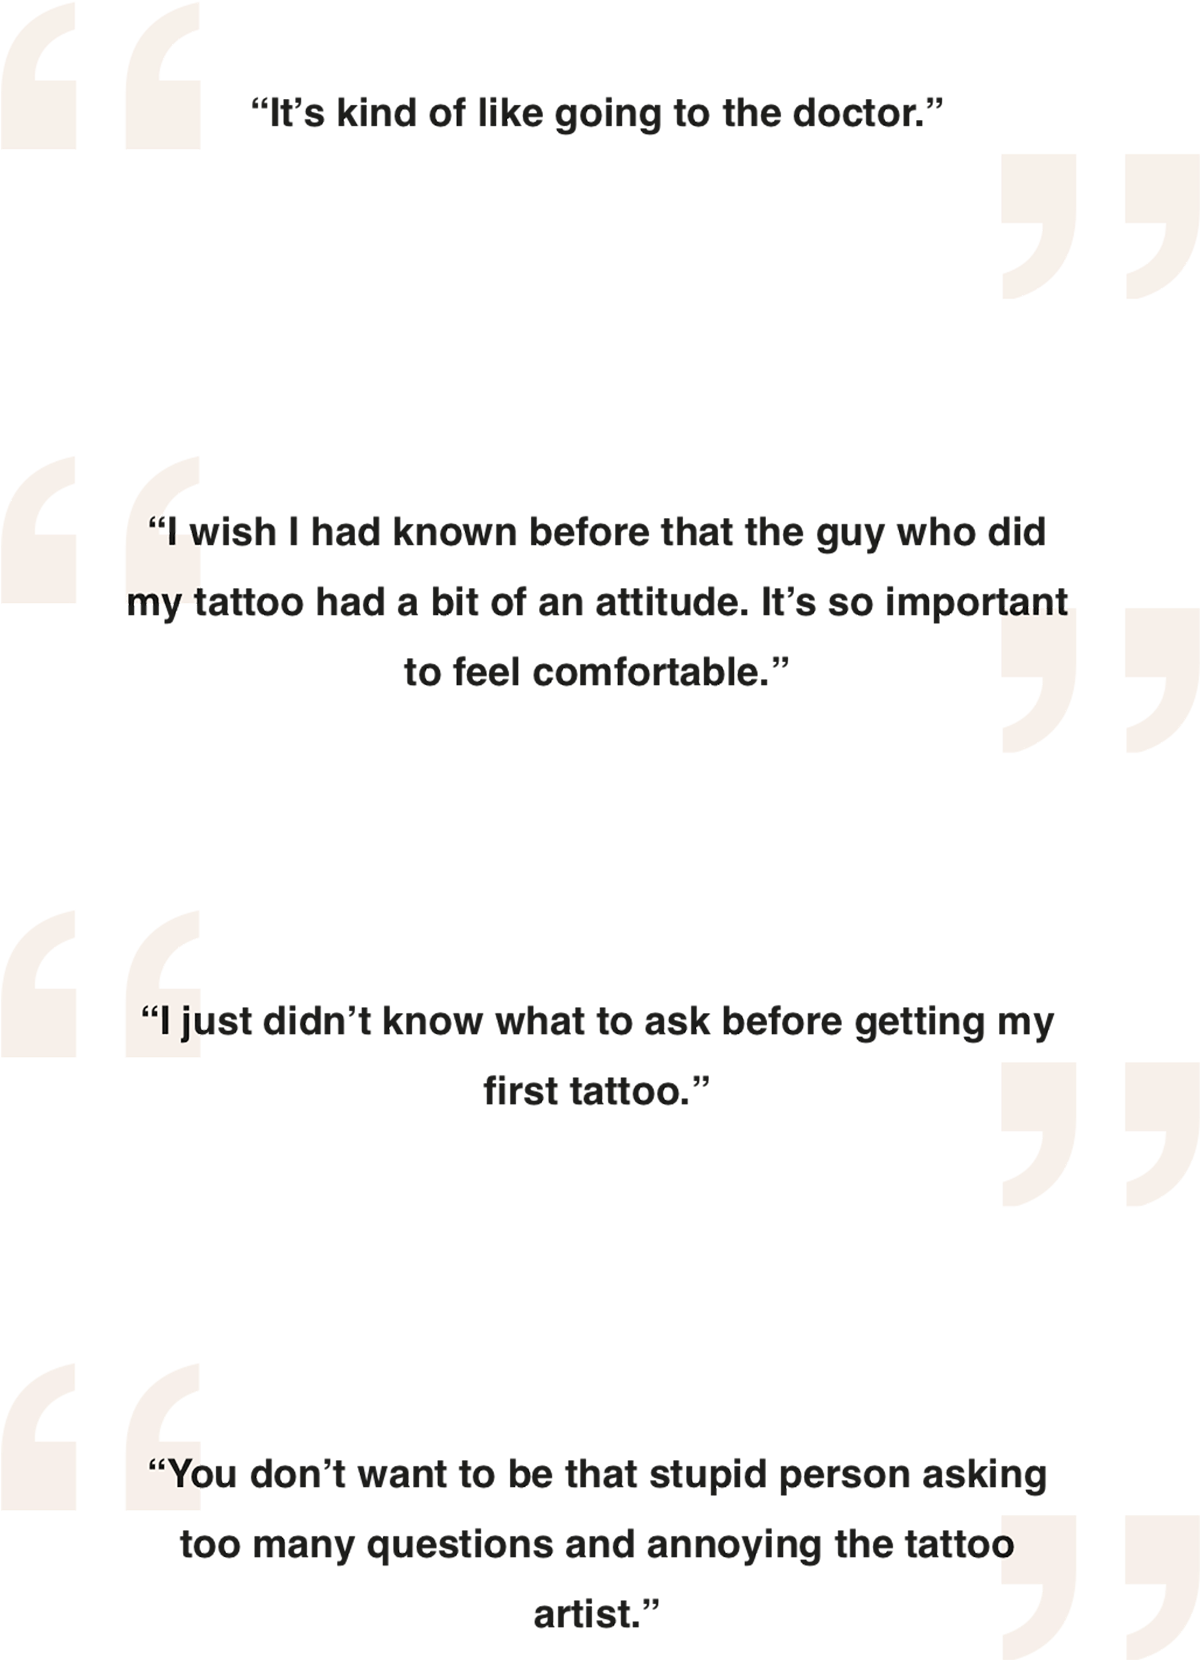 “It’s kind of like going to the doctor.”
“I wish I had known before that the guy who did
my tattoo had a bit of an attitude. It’s so important
to feel comfortable.”
“I just didn’t know what to ask before getting my
first tattoo.”
“You don’t want to be that stupid person asking
too many questions and annoying the tattoo
artist.”